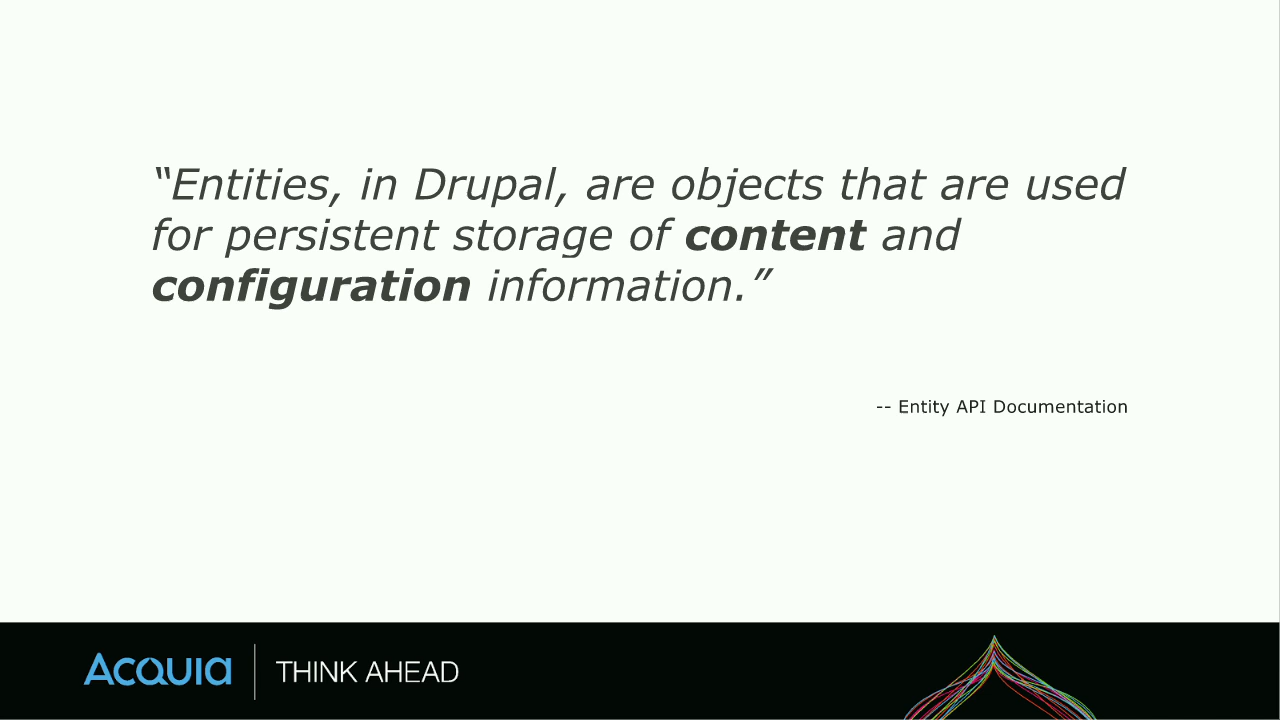 “Entities, in Drupal, are objects that are used
for persistent storage of content and
configuration information.”
-- Entity API Documentation
Acquia
THINK AHEAD